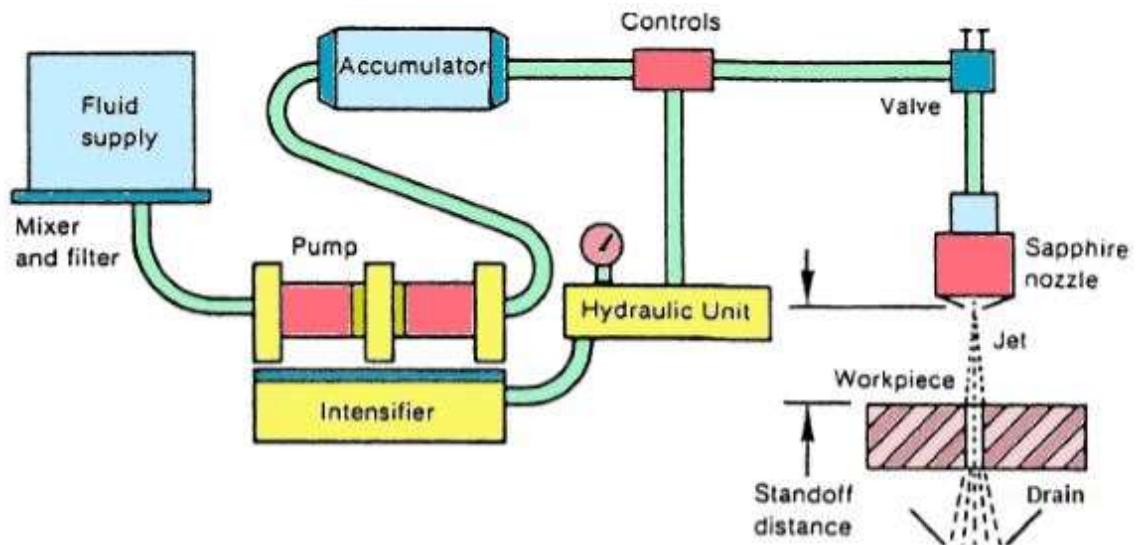 Controls
Accumulator
Fluid
supply
Valve
Mixer
and filter
Pump
Sapphire
nozzle
Hydraulic Unit
Jet
Workpiece
Intensifier
Standoff
distance
Drain